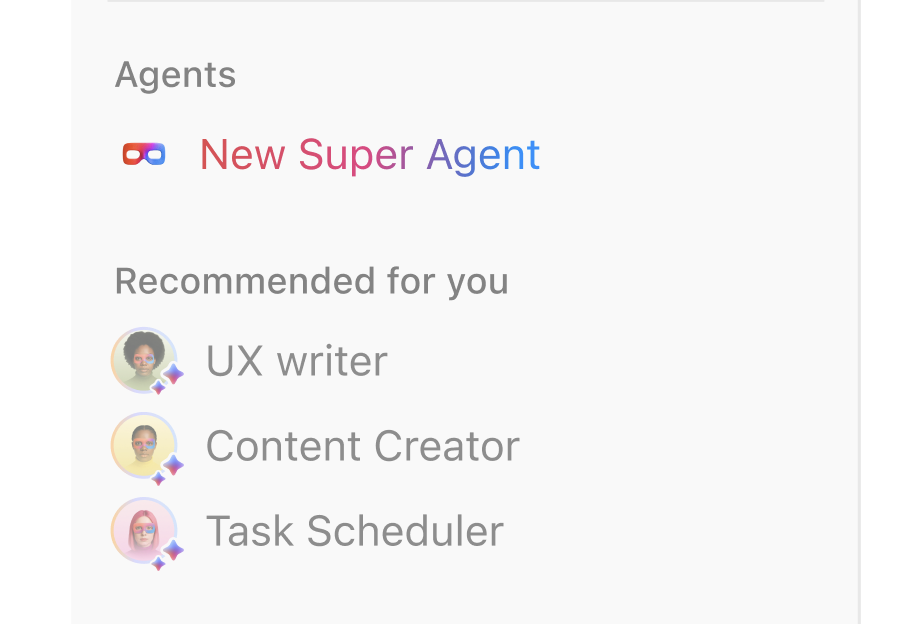 Agents
New Super Agent
Recommended for you
UX writer
Content Creator
Task Scheduler